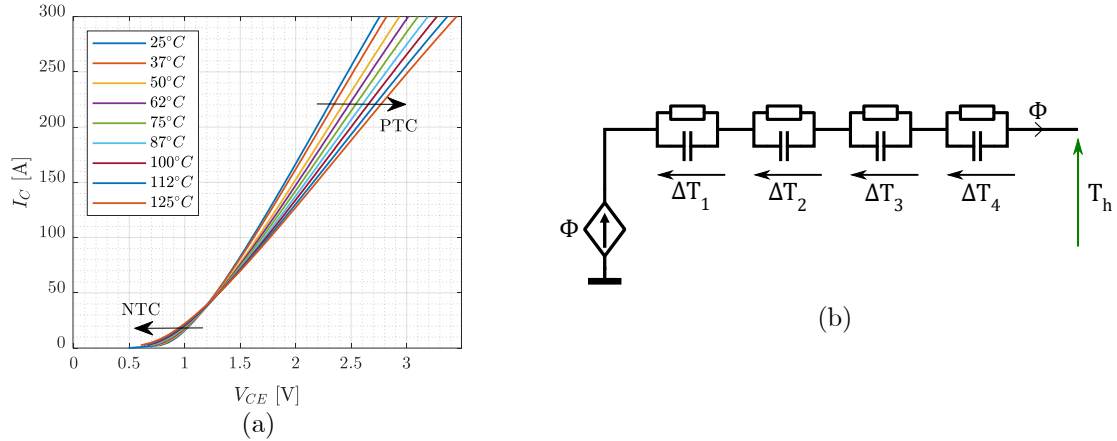 300
250
200
150
100
50
0
I_C [A]
25°C
37°C
50°C
62°C
75°C
87°C
100°C
112°C
125°C
PTC
NTC
0 0.5 1 1.5 2 2.5 3
V_CE [V]
(a)
Φ
ΔT_1 ΔT_2 ΔT_3 ΔT_4
T_h
Φ
(b)